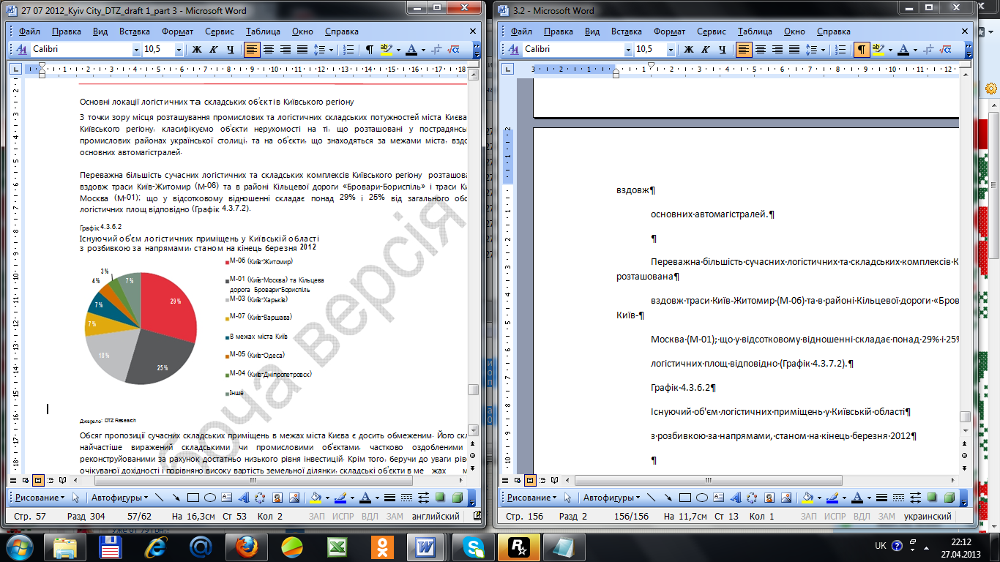 27 07 2012_Kyiv City_DTZ_draft 1_part 3 - Microsoft Word
Файл Правка Вид Вставка Формат Сервис Таблица Окно Справка
Calibri 10,5 Ж К Ч
Основні локації логістичних та складських об'єктів Київського регіону
З точки зору місця розташування промислових та логістичних складських потужностей міста Києва
Київського регіону, класифікуємо об'єкти нерухомості на ті, що розташовані у пострадянсь
промислових районах української столиці, та на об'єкти, що знаходяться за межами міста, вздо
основних автомагістралей.
Переважна більшість сучасних логістичних та складських комплексів Київського регіону розташова
вздовж траси Київ-Житомир (М-06) та в районі Кільцевої дороги «Бровари-Бориспіль» і траси Ки
Москва (М-01); що у відсотковому відношенні складає понад 29% і 25% від загального обс
логістичних площ відповідно (Графік 4.3.7.2).
Графік 4.3.6.2
Існуючий об'єм логістичних приміщень у Київській області
з розбивкою за напрямами, станом на кінець березня 2012
29 %
25 %
18 %
7 %
7 %
4 %
3 %
7 %
М-06 (Київ-Житомир)
М-01 (Київ-Москва) та Кільцева
дорога Бровари-Бориспіль
М-03 (Київ-Харьків)
М-07 (Київ-Варшава)
В межах міста Київ
М-05 (Київ-Одеса)
М-04 (Київ-Дніпропетровск)
Інше
боча версія
Джерело: DTZ Research
Обсяг пропозиції сучасних складських приміщень в межах міста Києва є досить обмеженим. Його скл
найчастіше виражений складськими чи промисловими об'єктами, частково оздобленими
реконструйованими за рахунок достатньо низького рівня інвестицій. Крім того, беручи до уваги рів
очікуваної доходності і порівняно високу вартість земельної ділянки, складські об'єкти в ме жах м
Рисование Автофигуры
Стр. 57 Разд 304 57/62 На 16,3см Ст 53 Кол 2 ЗАП ИСПР ВДЛ ЗАМ английский
3.2 - Microsoft Word
Файл Правка Вид Вставка Формат Сервис Таблица Окно Справка
Calibri 10,5 Ж К Ч
вздовж¶
основних·автомагістралей.¶
¶
Переважна·більшість·сучасних·логістичних·та·складських·комплексів·К
розташована¶
вздовж·траси·Київ-Житомир·(М-06)·та·в·районі·Кільцевої·дороги·«Бров
Київ-¶
Москва·(М-01);·що·у·відсотковому·відношенні·складає·понад·29%·і·25%
логістичних·площ·відповідно·(Графік·4.3.7.2).¶
Графік·4.3.6.2¶
Існуючий·об'єм·логістичних·приміщень·у·Київській·області¶
з·розбивкою·за·напрямами,·станом·на·кінець·березня·2012¶
¶
Рисование Автофигуры
Стр. 156 Разд 2 156/156 На 11,7см Ст 13 Кол 1 ЗАП ИСПР ВДЛ ЗАМ украинский
UK
22:12
27.04.2013